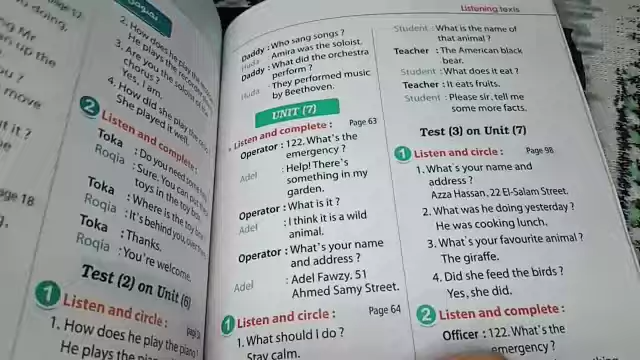 Listening texts
2. How does he play the
He plays the recorder
3. Are you the soloist
chorus ?
Yes, I am.
4. How did she play the
She played it well.
2 Listen and complete :
Toka : Do you need some
Roqia : Sure. You can put the
toys in the toy box.
Toka : Where is the toy box
Roqia : It's behind you, over
Toka : Thanks.
Roqia : You're welcome.
Test (2) on Unit (6)
1 Listen and circle :
1. How does he play the piano ?
He plays the piano
Daddy : Who sang songs ?
Huda : Amira was the soloist.
Daddy : What did the orchestra
perform ?
Huda : They performed music
by Beethoven.
UNIT (7)
Listen and complete : Page 63
Operator : 122. What's the
emergency ?
Adel : Help! There's
something in my
garden.
Operator : What is it ?
Adel : I think it is a wild
animal.
Operator : What's your name
and address ?
Adel : Adel Fawzy. 51
Ahmed Samy Street.
1 Listen and circle : Page 64
1. What should I do ?
Stay calm.
Student : What is the name of
that animal ?
Teacher : The American black
bear.
Student : What does it eat ?
Teacher : It eats fruits.
Student : Please sir, tell me
some more facts.
Test (3) on Unit (7)
1 Listen and circle : Page 98
1. What's your name and
address ?
Azza Hassan, 22 El-Salam Street.
2. What was he doing yesterday ?
He was cooking lunch.
3. What's your favourite animal ?
The giraffe.
4. Did she feed the birds ?
Yes, she did.
2 Listen and complete :
Officer : 122. What's the
emergency ?